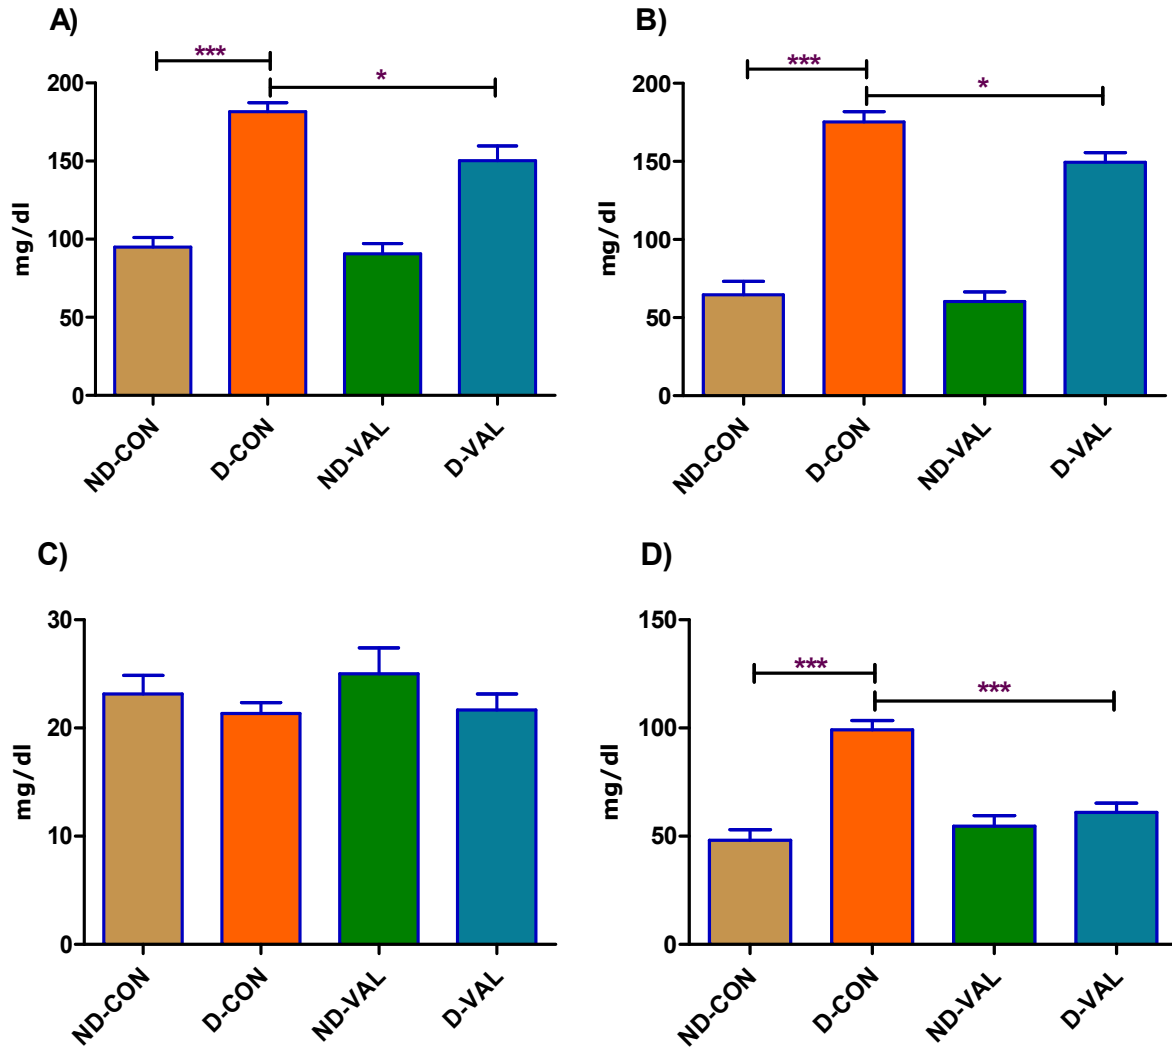 A)
***
*
200
150
100
50
0
mg/dl
ND-CON
D-CON
ND-VAL
D-VAL
B)
***
*
200
150
100
50
0
mg/dl
ND-CON
D-CON
ND-VAL
D-VAL
C)
30
20
10
0
mg/dl
ND-CON
D-CON
ND-VAL
D-VAL
D)
***
***
150
100
50
0
mg/dl
ND-CON
D-CON
ND-VAL
D-VAL